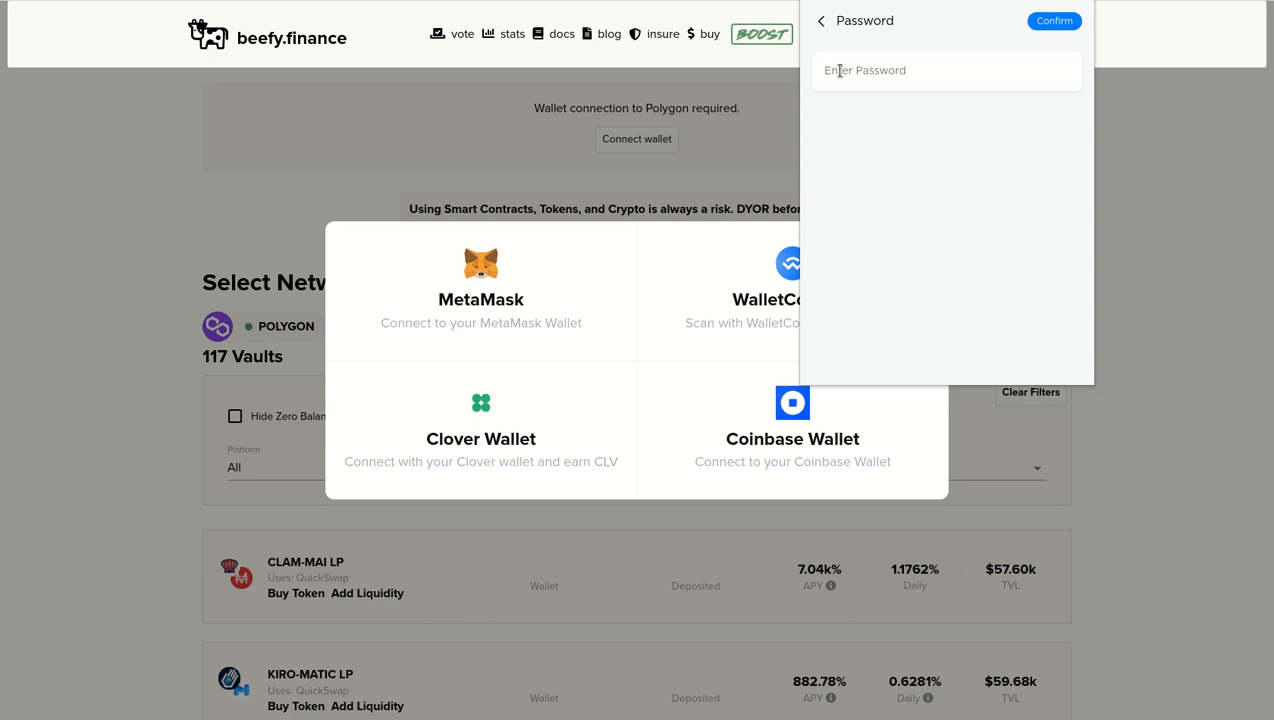 beefy.finance
vote stats docs blog insure buy BOOST
Password
Confirm
Enter Password
Wallet connection to Polygon required.
Connect wallet
Using Smart Contracts, Tokens, and Crypto is always a risk. DYOR befor
Select Netw
POLYGON
117 Vaults
MetaMask
Connect to your MetaMask Wallet
WalletCo
Scan with WalletCo
Clover Wallet
Connect with your Clover wallet and earn CLV
Coinbase Wallet
Connect to your Coinbase Wallet
Clear Filters
Hide Zero Balan
Platform
All
CLAM-MAI LP
Uses: QuickSwap
Buy Token Add Liquidity
Wallet
Deposited
7.04k%
APY
1.1762%
Daily
$57.60k
TVL
KIRO-MATIC LP
Uses: QuickSwap
Buy Token Add Liquidity
Wallet
Deposited
882.78%
APY
0.6281%
Daily
$59.68k
TVL